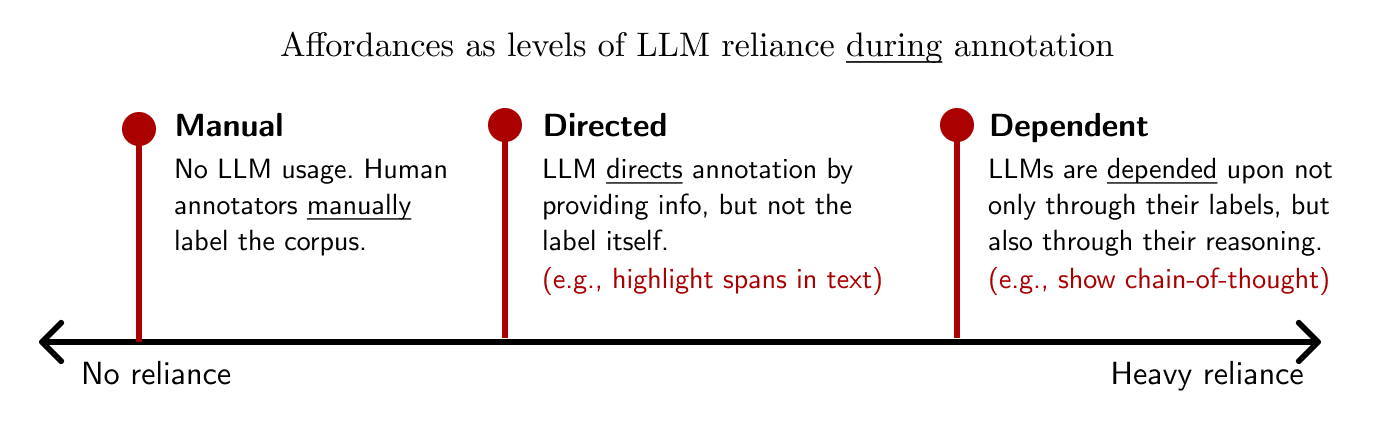 Affordances as levels of LLM reliance during annotation
Manual
No LLM usage. Human
annotators manually
label the corpus.
Directed
LLM directs annotation by
providing info, but not the
label itself.
(e.g., highlight spans in text)
Dependent
LLMs are depended upon not
only through their labels, but
also through their reasoning.
(e.g., show chain-of-thought)
No reliance
Heavy reliance